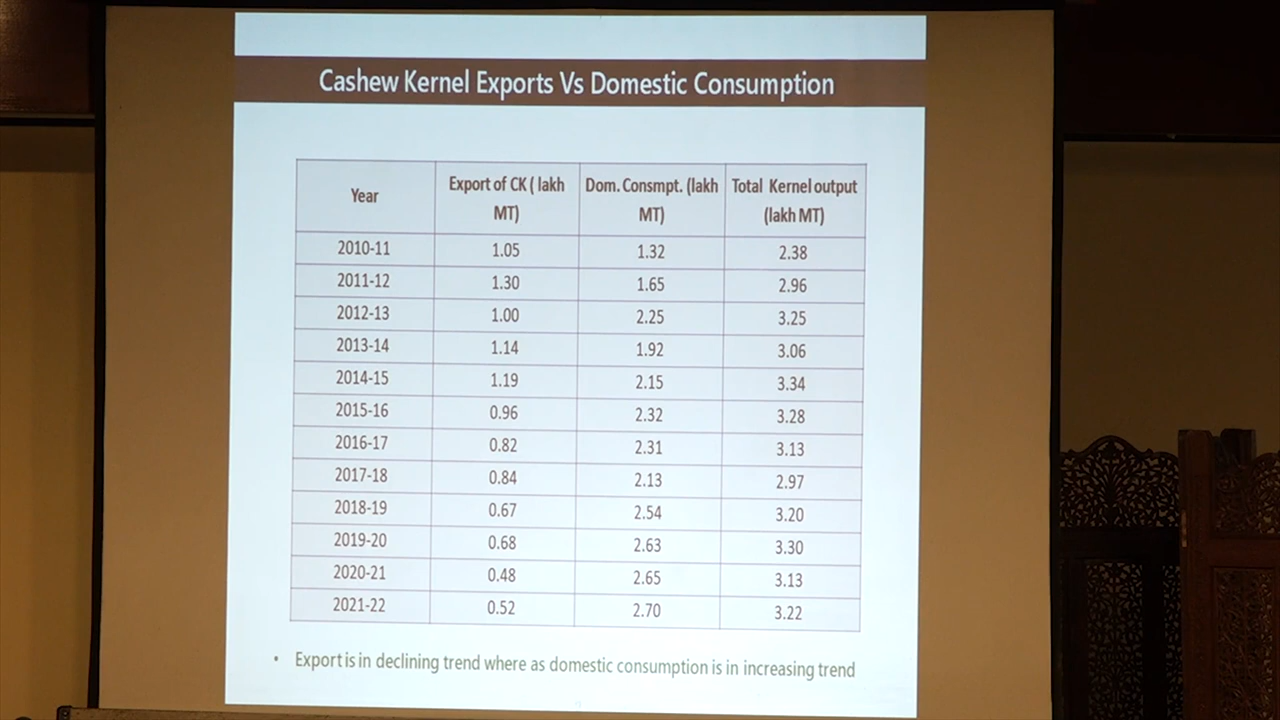 Cashew Kernel Exports Vs Domestic Consumption
Year Export of CK ( lakh MT) Dom. Consmpt. (lakh MT) Total Kernel output (lakh MT)
2010-11 1.05 1.32 2.38
2011-12 1.30 1.65 2.96
2012-13 1.00 2.25 3.25
2013-14 1.14 1.92 3.06
2014-15 1.19 2.15 3.34
2015-16 0.96 2.32 3.28
2016-17 0.82 2.31 3.13
2017-18 0.84 2.13 2.97
2018-19 0.67 2.54 3.20
2019-20 0.68 2.63 3.30
2020-21 0.48 2.65 3.13
2021-22 0.52 2.70 3.22
• Export is in declining trend where as domestic consumption is in increasing trend